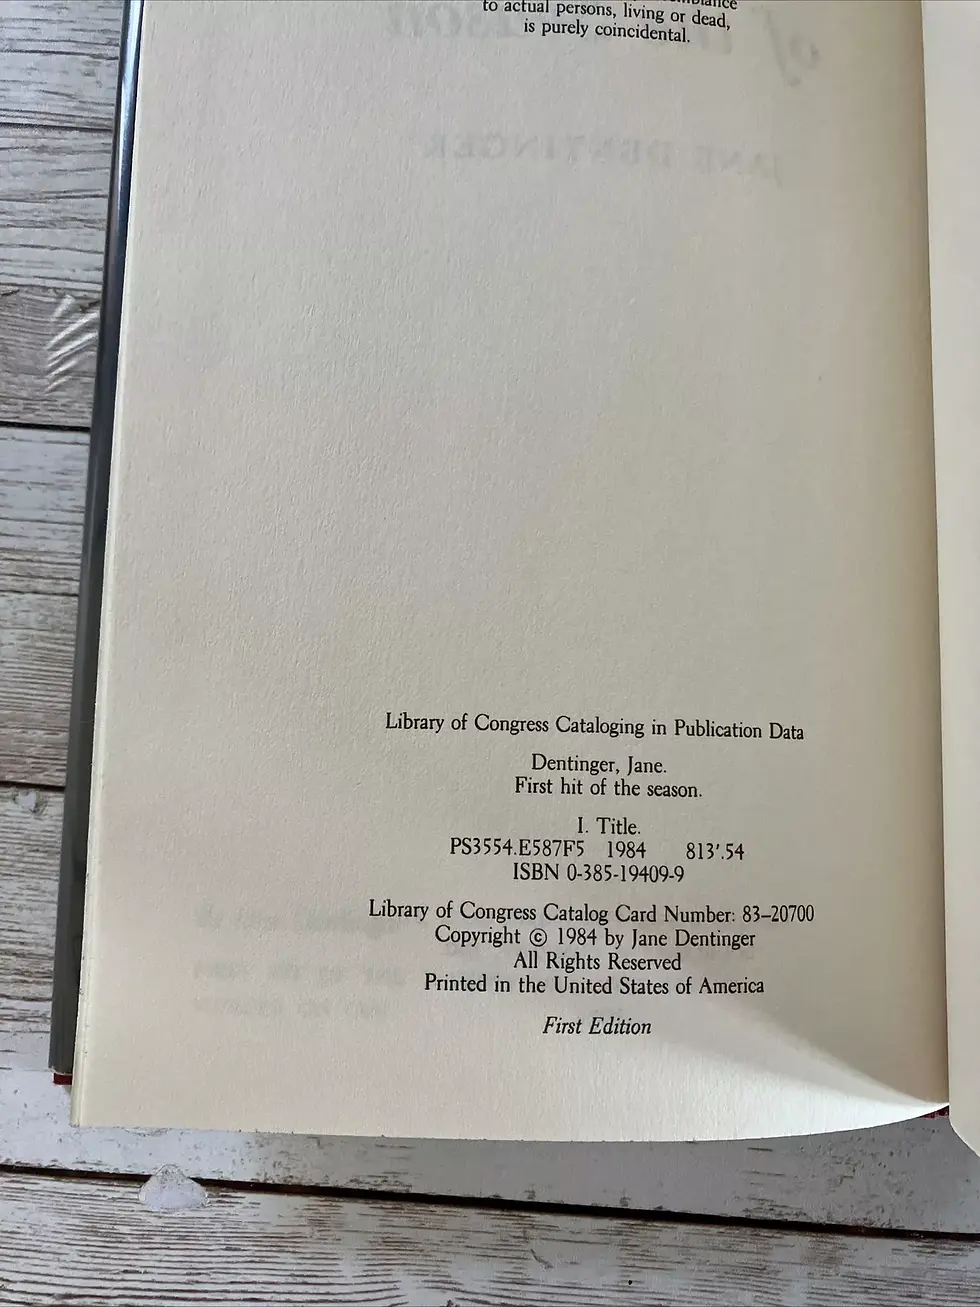 to actual persons, living or dead,
is purely coincidental.
Library of Congress Cataloging in Publication Data
Dentinger, Jane.
First hit of the season.
I. Title.
PS3554.E587F5 1984 813'.54
ISBN 0-385-19409-9
Library of Congress Catalog Card Number: 83–20700
Copyright © 1984 by Jane Dentinger
All Rights Reserved
Printed in the United States of America
First Edition